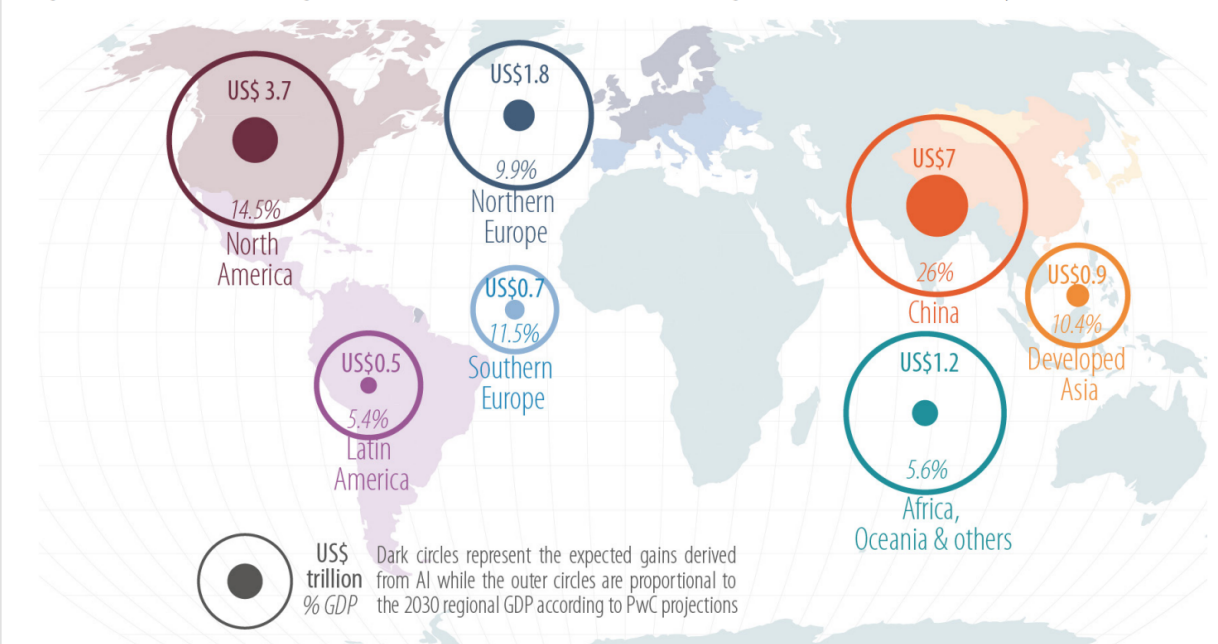 US$ 3.7
14.5%
North
America
US$1.8
9.9%
Northern
Europe
US$7
26%
China
US$0.7
11.5%
Southern
Europe
US$0.9
10.4%
Developed
Asia
US$0.5
5.4%
Latin
America
US$1.2
5.6%
Africa,
Oceania & others
US$
trillion
% GDP
Dark circles represent the expected gains derived
from AI while the outer circles are proportional to
the 2030 regional GDP according to PwC projections